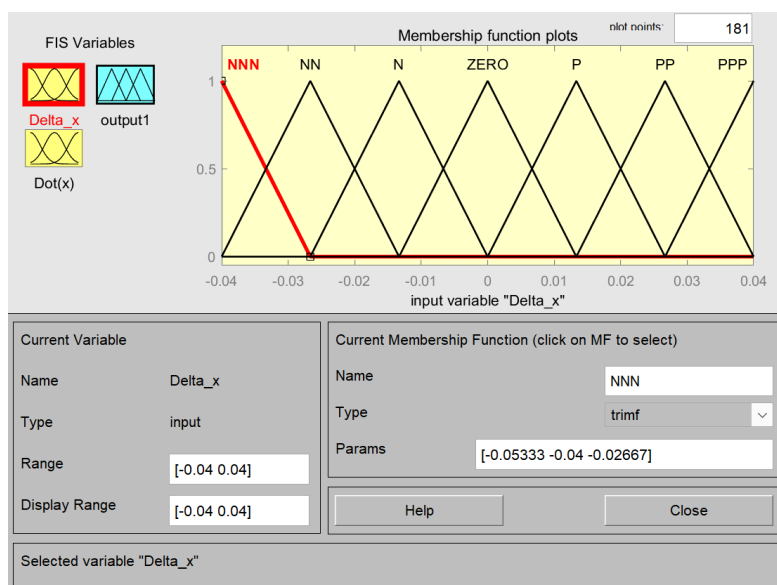 FIS Variables
Delta_x
output1
Dot(x)
Membership function plots
plot points:
181
NNN
NN
N
ZERO
P
PP
PPP
1
0.5
0
-0.04
-0.03
-0.02
-0.01
0
0.01
0.02
0.03
0.04
input variable "Delta_x"
Current Variable
Name
Delta_x
Type
input
Range
[-0.04 0.04]
Display Range
[-0.04 0.04]
Current Membership Function (click on MF to select)
Name
NNN
Type
trimf
Params
[-0.05333 -0.04 -0.02667]
Help
Close
Selected variable "Delta_x"